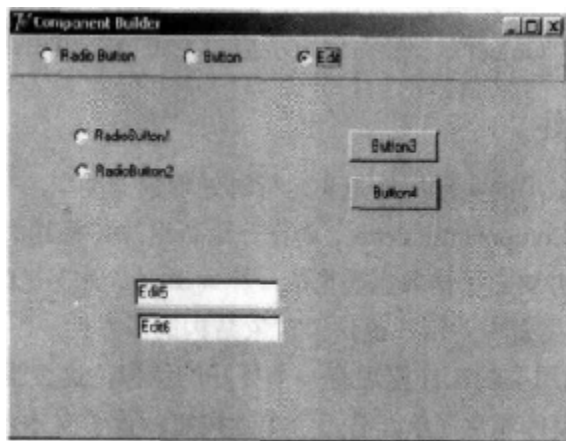 Component Builder
Radio Button Button Edit
RadioButton1
RadioButton2
Button3
Button4
Edit5
Edit6